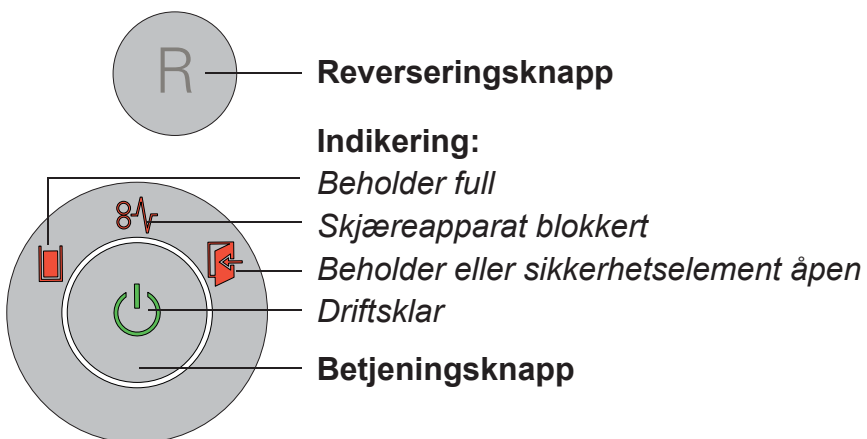 R
Reverseringsknapp
Indikering:
Beholder full
Skjæreapparat blokkert
Beholder eller sikkerhetselement åpen
Driftsklar
Betjeningsknapp